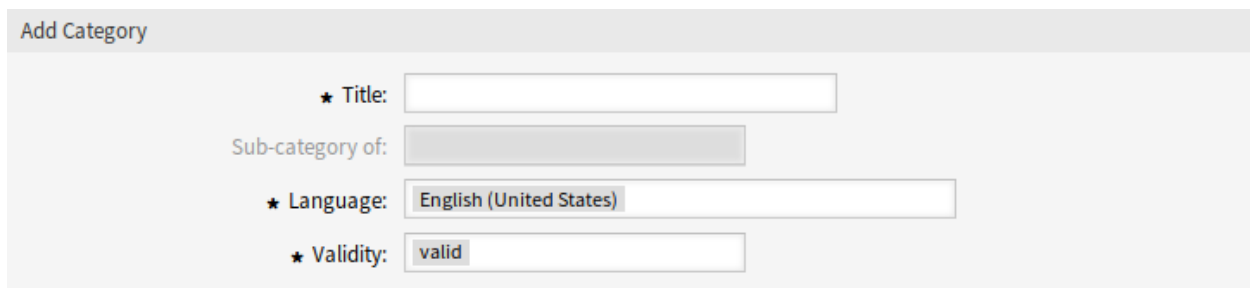 Add Category
★ Title:
Sub-category of:
★ Language: English (United States)
★ Validity: valid